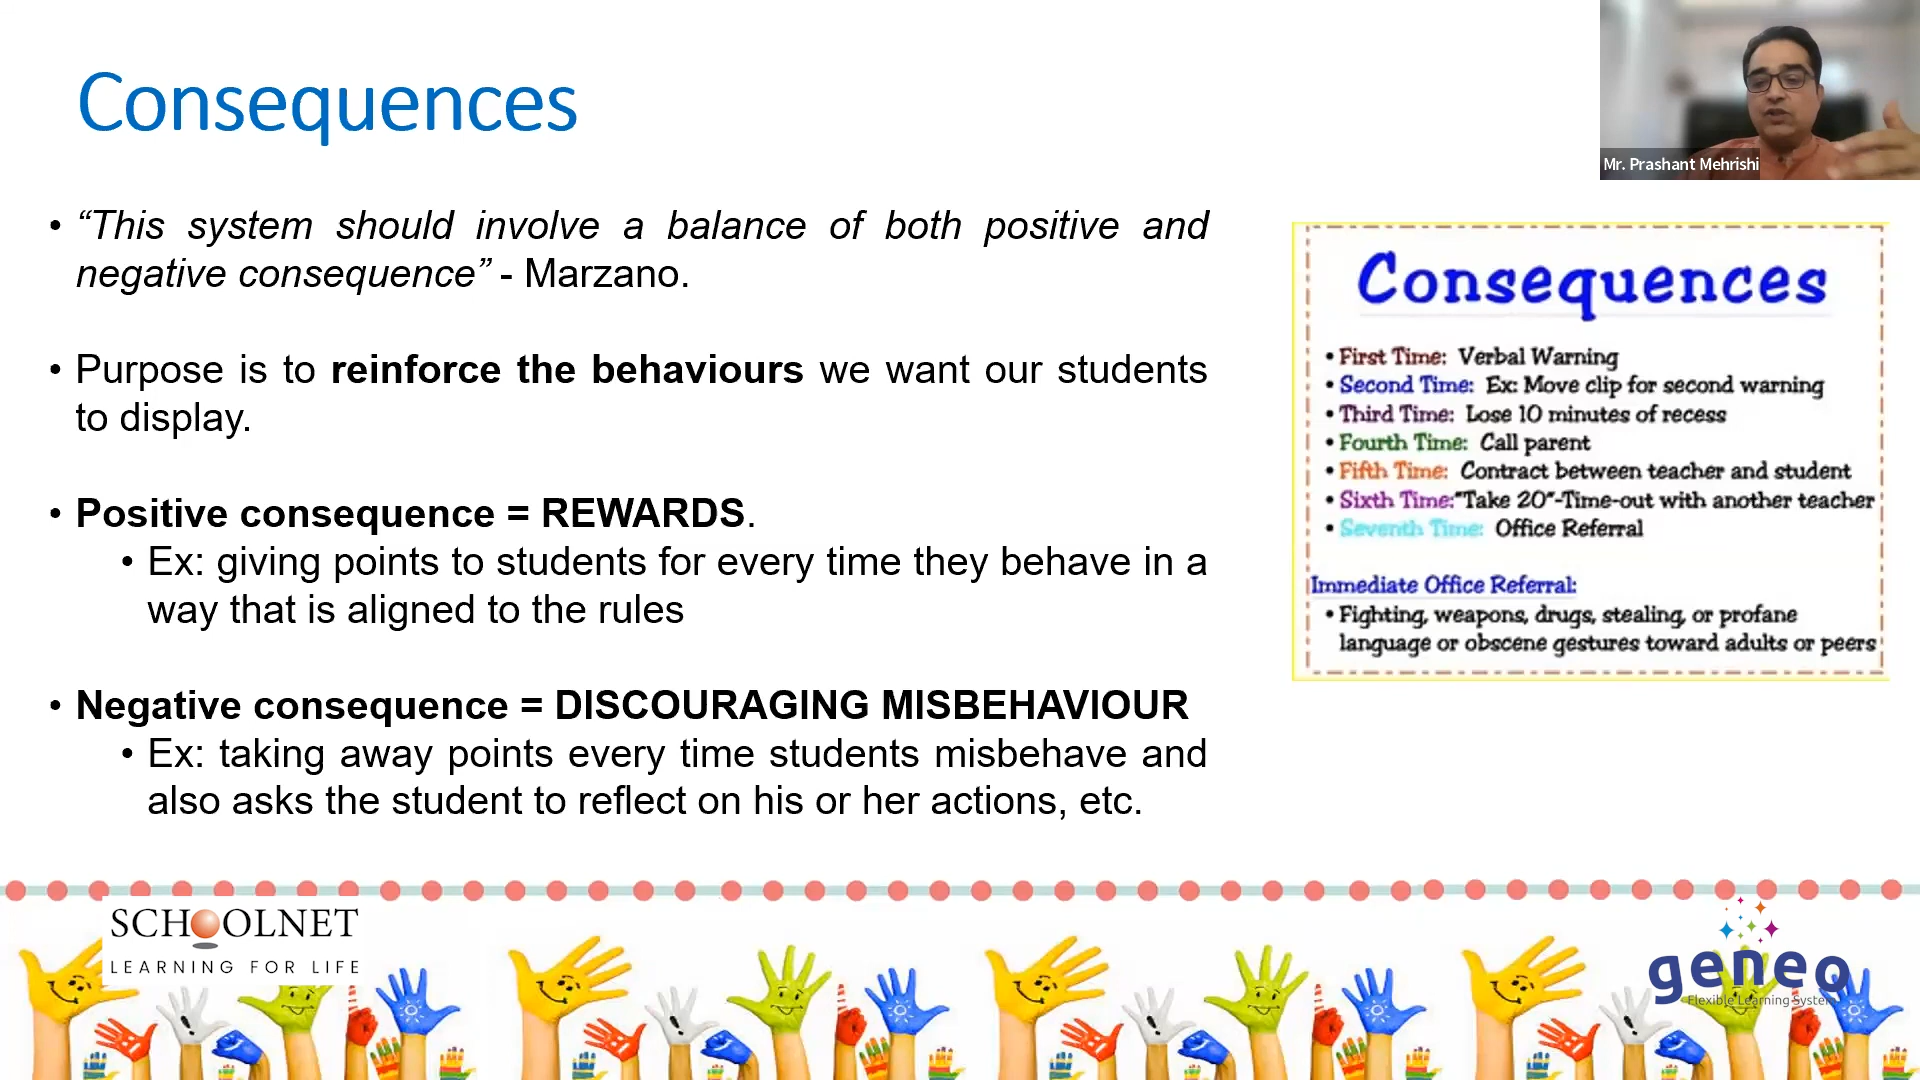 Consequences
Mr. Prashant Mehrishi
• “This system should involve a balance of both positive and
negative consequence” - Marzano.
• Purpose is to reinforce the behaviours we want our students
to display.
• Positive consequence = REWARDS.
• Ex: giving points to students for every time they behave in a
way that is aligned to the rules
• Negative consequence = DISCOURAGING MISBEHAVIOUR
• Ex: taking away points every time students misbehave and
also asks the student to reflect on his or her actions, etc.
Consequences
• First Time: Verbal Warning
• Second Time: Ex: Move clip for second warning
• Third Time: Lose 10 minutes of recess
• Fourth Time: Call parent
• Fifth Time: Contract between teacher and student
• Sixth Time:"Take 20"-Time-out with another teacher
• Seventh Time: Office Referral
Immediate Office Referral:
• Fighting, weapons, drugs, stealing, or profane
language or obscene gestures toward adults or peers
SCHOOLNET
LEARNING FOR LIFE
geneo
Flexible Learning System